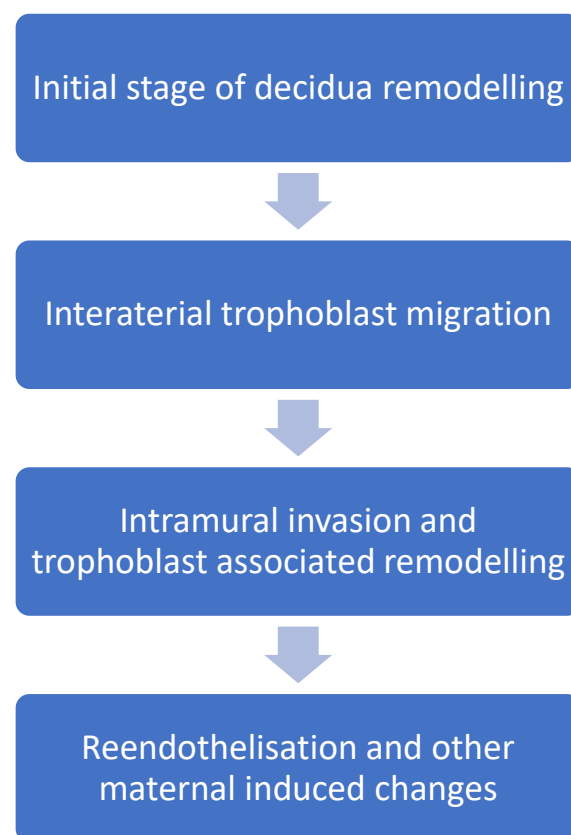 Initial stage of decidua remodelling
Interaterial trophoblast migration
Intramural invasion and
trophoblast associated remodelling
Reendothelisation and other
maternal induced changes